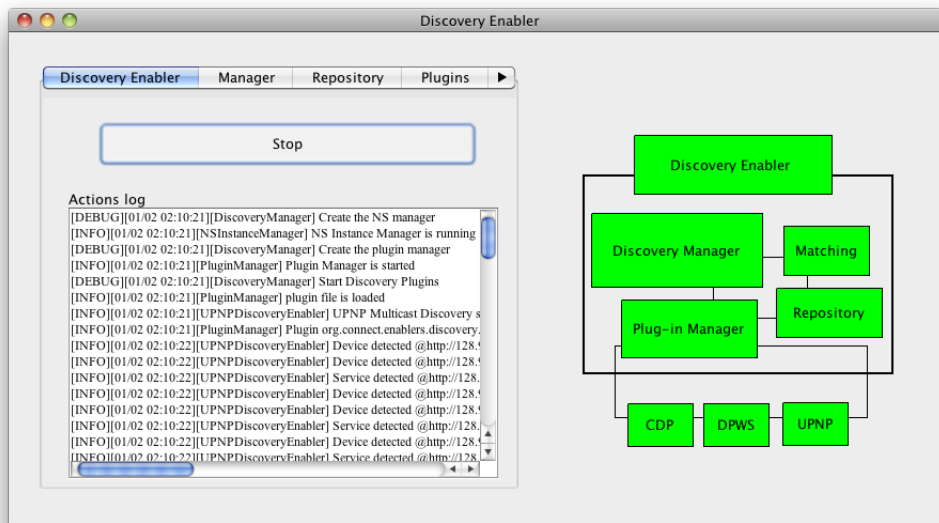 Discovery Enabler
Discovery Enabler Manager Repository Plugins
Stop
Actions log
[DEBUG][01/02 02:10:21][DiscoveryManager] Create the NS manager
[INFO][01/02 02:10:21][NSInstanceManager] NS Instance Manager is running
[DEBUG][01/02 02:10:21][DiscoveryManager] Create the plugin manager
[INFO][01/02 02:10:21][PluginManager] Plugin Manager is started
[DEBUG][01/02 02:10:21][DiscoveryManager] Start Discovery Plugins
[INFO][01/02 02:10:21][PluginManager] plugin file is loaded
[INFO][01/02 02:10:21][UPNPDiscoveryEnabler] UPNP Multicast Discovery s
[INFO][01/02 02:10:21][PluginManager] Plugin org.connect.enablers.discovery.
[INFO][01/02 02:10:22][UPNPDiscoveryEnabler] Device detected @http://128.9
[INFO][01/02 02:10:22][UPNPDiscoveryEnabler] Service detected @http://128.
[INFO][01/02 02:10:22][UPNPDiscoveryEnabler] Device detected @http://128.9
[INFO][01/02 02:10:22][UPNPDiscoveryEnabler] Device detected @http://128.9
[INFO][01/02 02:10:22][UPNPDiscoveryEnabler] Service detected @http://128.
[INFO][01/02 02:10:22][UPNPDiscoveryEnabler] Device detected @http://128.9
[INFO][01/02 02:10:22][UPNPDiscoveryEnabler] Service detected @http://128.
Discovery Enabler
Discovery Manager
Matching
Repository
Plug-in Manager
CDP
DPWS
UPNP